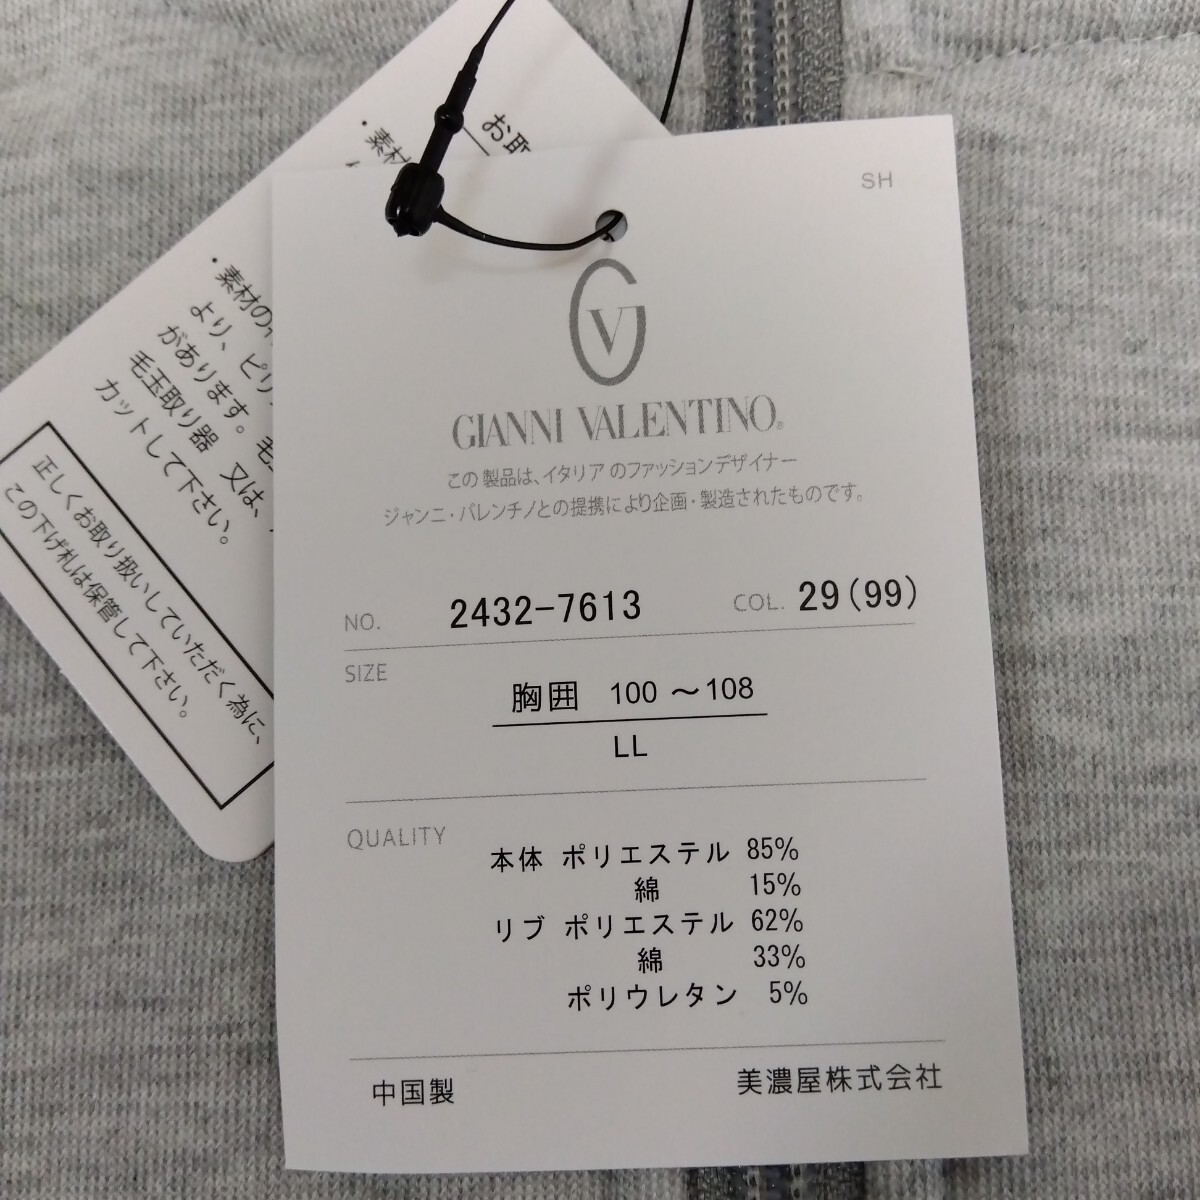 SH
GV
GIANNI VALENTINO®
この製品は、イタリアのファッションデザイナー
ジャンニ・バレンチノとの提携により企画・製造されたものです。
NO. 2432-7613 COL. 29(99)
SIZE
胸囲 100 ～108
LL
QUALITY
本体 ポリエステル 85%
綿 15%
リブ ポリエステル 62%
綿 33%
ポリウレタン 5%
中国製 美濃屋株式会社
お取
・素材
・素材の
より、ピリ
があります。毛
毛玉取り器 又は、
カットして下さい。
正しくお取り扱いしていただく為に、
この下げ札は保管して下さい。